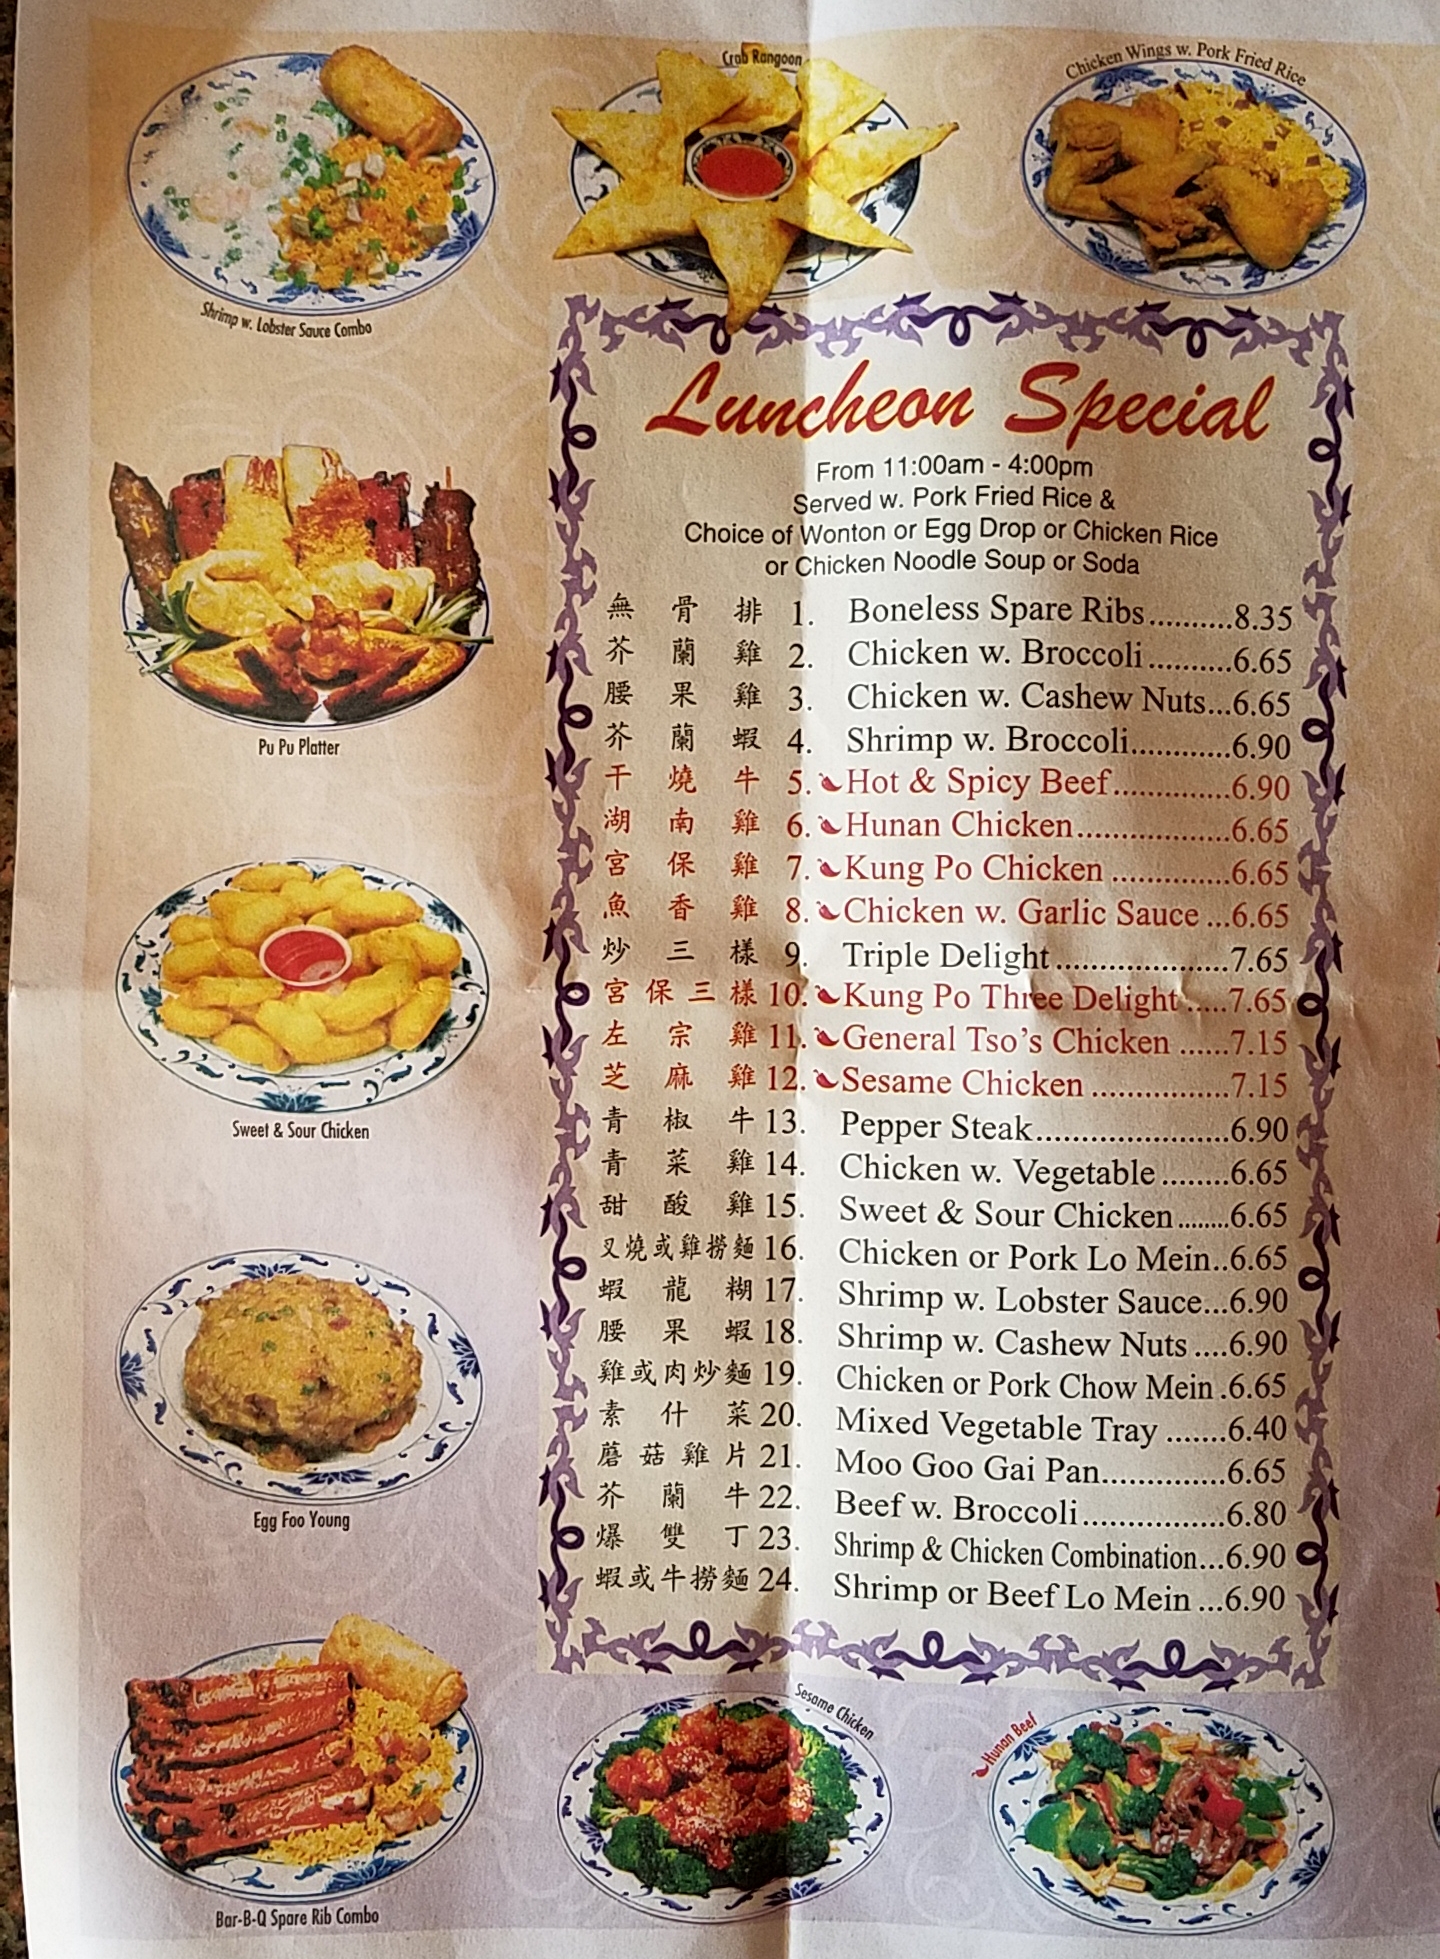 Crab Rangoon
Chicken Wings w. Pork Fried Rice
Shrimp w. Lobster Sauce Combo
Pu Pu Platter
Sweet & Sour Chicken
Egg Foo Young
Bar-B-Q Spare Rib Combo
Luncheon Special
From 11:00am - 4:00pm
Served w. Pork Fried Rice &
Choice of Wonton or Egg Drop or Chicken Rice
or Chicken Noodle Soup or Soda
無骨排 1. Boneless Spare Ribs..........8.35
芥蘭雞 2. Chicken w. Broccoli..........6.65
腰果雞 3. Chicken w. Cashew Nuts...6.65
芥蘭蝦 4. Shrimp w. Broccoli............6.90
干燒牛 5. Hot & Spicy Beef..............6.90
湖南雞 6. Hunan Chicken..................6.65
宮保雞 7. Kung Po Chicken ..............6.65
魚香雞 8. Chicken w. Garlic Sauce ...6.65
炒三樣 9. Triple Delight.....................7.65
宮保三樣 10. Kung Po Three Delight.....7.65
左宗雞 11. General Tso's Chicken ......7.15
芝麻雞 12. Sesame Chicken .................7.15
青椒牛 13. Pepper Steak.......................6.90
青菜雞 14. Chicken w. Vegetable ........6.65
甜酸雞 15. Sweet & Sour Chicken........6.65
叉燒或雞撈麵 16. Chicken or Pork Lo Mein..6.65
蝦龍糊 17. Shrimp w. Lobster Sauce...6.90
腰果蝦 18. Shrimp w. Cashew Nuts ....6.90
雞或肉炒麵 19. Chicken or Pork Chow Mein.6.65
素什菜 20. Mixed Vegetable Tray .......6.40
蘑菇雞片 21. Moo Goo Gai Pan...............6.65
芥蘭牛 22. Beef w. Broccoli.................6.80
爆雙丁 23. Shrimp & Chicken Combination...6.90
蝦或牛撈麵 24. Shrimp or Beef Lo Mein ...6.90
Sesame Chicken
Hunan Beef